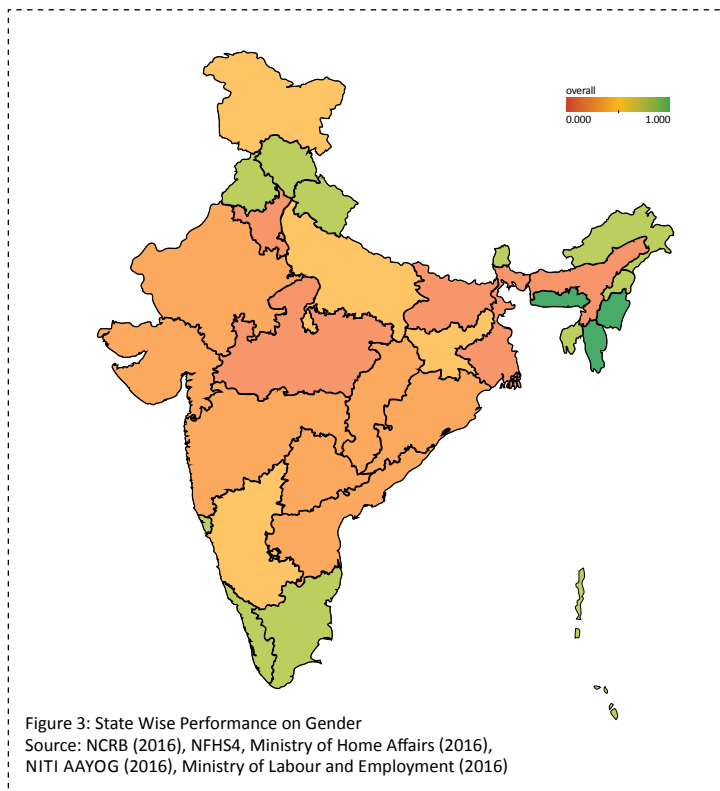 overall
0.000 1.000
Figure 3: State Wise Performance on Gender
Source: NCRB (2016), NFHS4, Ministry of Home Affairs (2016),
NITI AAYOG (2016), Ministry of Labour and Employment (2016)